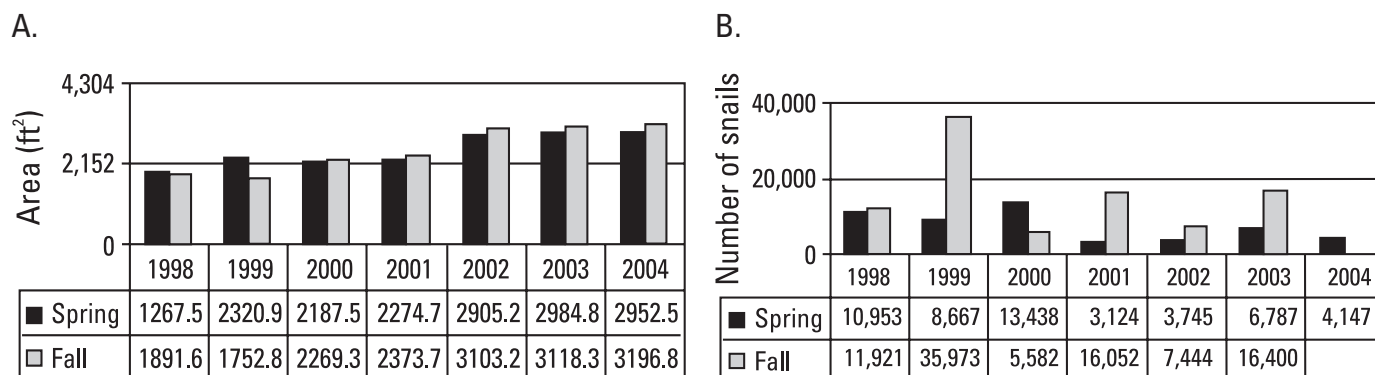 A.
Area (ft²)
4,304
2,152
0
1998 1999 2000 2001 2002 2003 2004
Spring 1267.5 2320.9 2187.5 2274.7 2905.2 2984.8 2952.5
Fall 1891.6 1752.8 2269.3 2373.7 3103.2 3118.3 3196.8
B.
Number of snails
40,000
20,000
0
1998 1999 2000 2001 2002 2003 2004
Spring 10,953 8,667 13,438 3,124 3,745 6,787 4,147
Fall 11,921 35,973 5,582 16,052 7,444 16,400